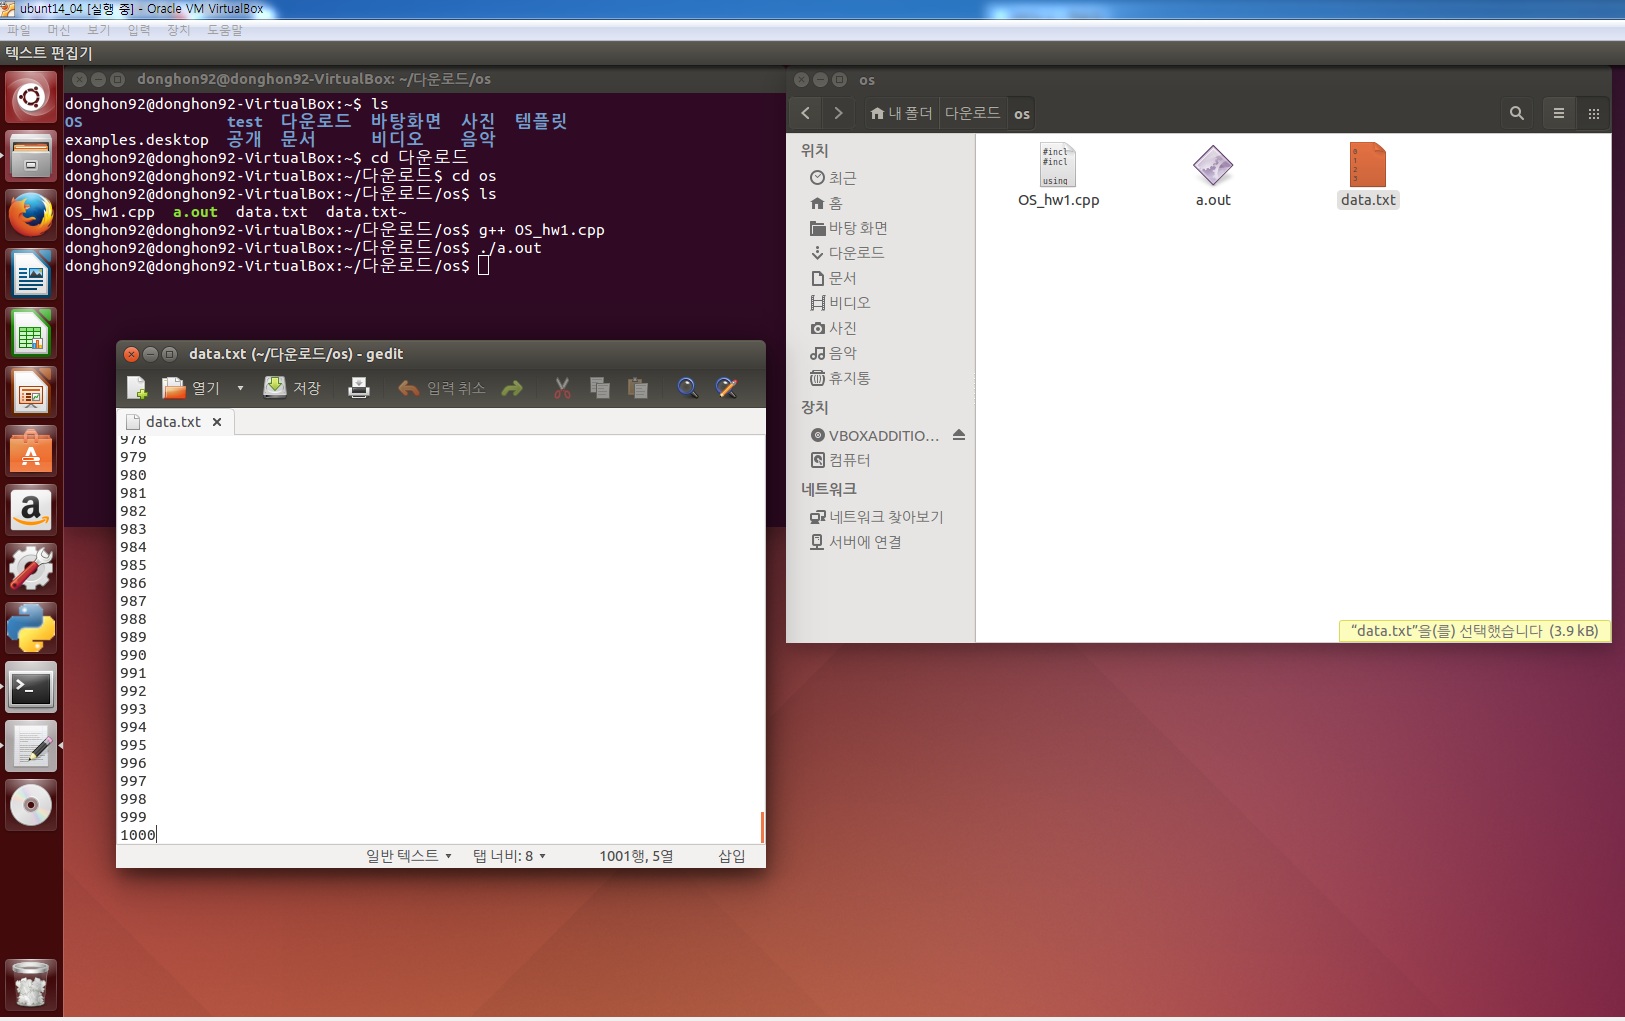 ubunt14_04 [실행 중] - Oracle VM VirtualBox
파일 머신 보기 입력 장치 도움말
텍스트 편집기
donghon92@donghon92-VirtualBox: ~/다운로드/os
donghon92@donghon92-VirtualBox:~$ ls
OS test 다운로드 바탕화면 사진 템플릿
examples.desktop 공개 문서 비디오 음악
donghon92@donghon92-VirtualBox:~$ cd 다운로드
donghon92@donghon92-VirtualBox:~/다운로드$ cd os
donghon92@donghon92-VirtualBox:~/다운로드/os$ ls
OS_hw1.cpp a.out data.txt data.txt~
donghon92@donghon92-VirtualBox:~/다운로드/os$ g++ OS_hw1.cpp
donghon92@donghon92-VirtualBox:~/다운로드/os$ ./a.out
donghon92@donghon92-VirtualBox:~/다운로드/os$
data.txt (~/다운로드/os) - gedit
열기 저장 입력 취소
data.txt
978
979
980
981
982
983
984
985
986
987
988
989
990
991
992
993
994
995
996
997
998
999
1000
일반 텍스트 탭 너비: 8 1001행, 5열 삽입
os
내 폴더 다운로드 os
위치
최근
홈
바탕 화면
다운로드
문서
비디오
사진
음악
휴지통
장치
VBOXADDITIO...
컴퓨터
네트워크
네트워크 찾아보기
서버에 연결
#incl
#incl
using
OS_hw1.cpp
a.out
0
1
2
3
data.txt
“data.txt”을(를) 선택했습니다 (3.9 kB)